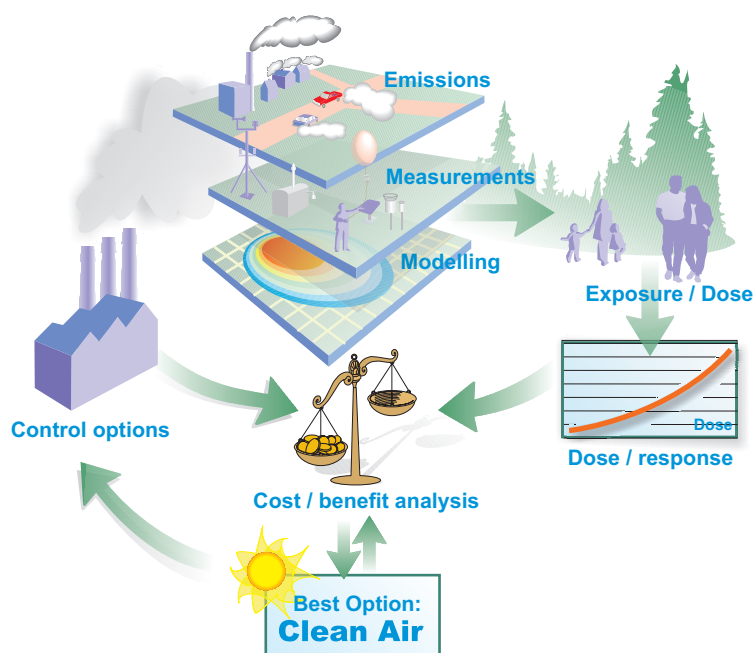 Emissions
Measurements
Modelling
Exposure / Dose
Control options
Dose
Dose / response
Cost / benefit analysis
Best Option:
Clean Air